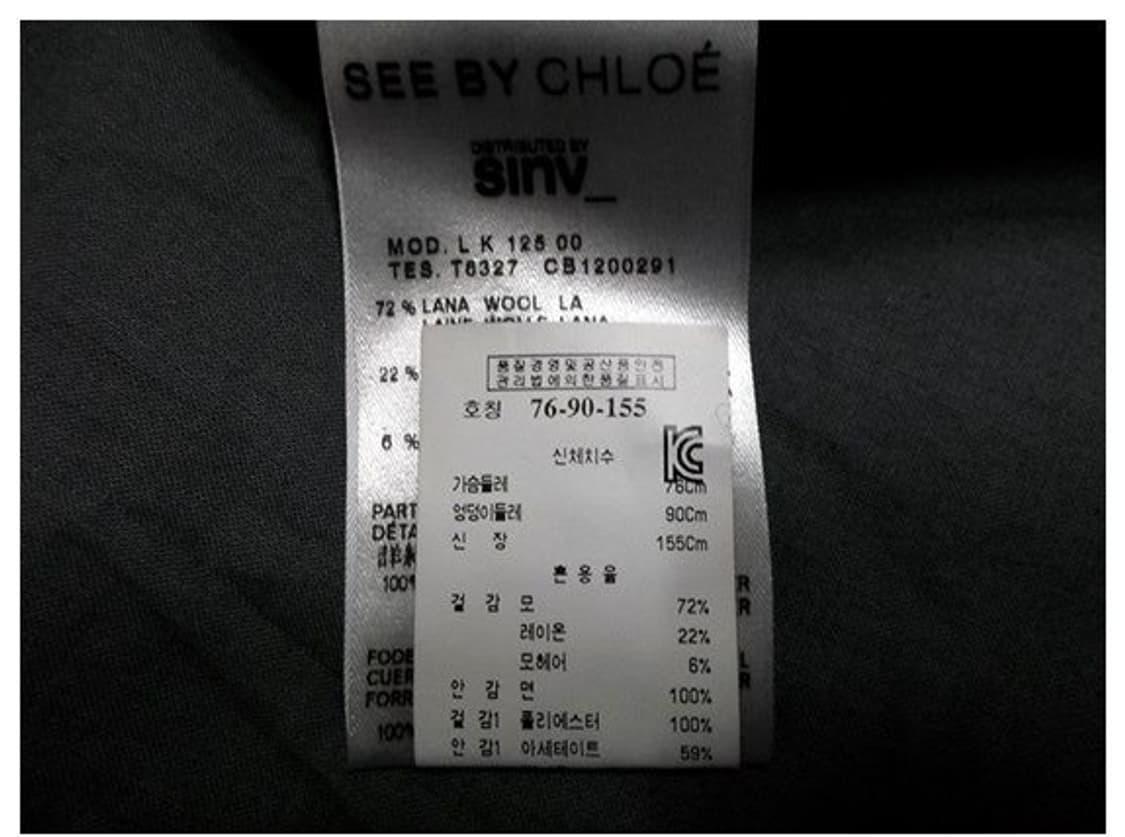 SEE BY CHLOÉ
DISTRIBUTED BY
sinv_
MOD. L K 125 00
TES. T6327 CB1200291
72 % LANA WOOL LA
22 %
6 %
PART
DÉTA
100%
FODE
CUER
FORR
100%
품질경영및공산품안전
관리법에의한품질표시
호칭 76-90-155
신체치수
KC
가슴둘레 76Cm
엉덩이둘레 90Cm
신 장 155Cm
혼 용 율
겉 감 모 72%
레이온 22%
모헤어 6%
안 감 면 100%
겉 감1 폴리에스터 100%
안 감1 아세테이트 59%